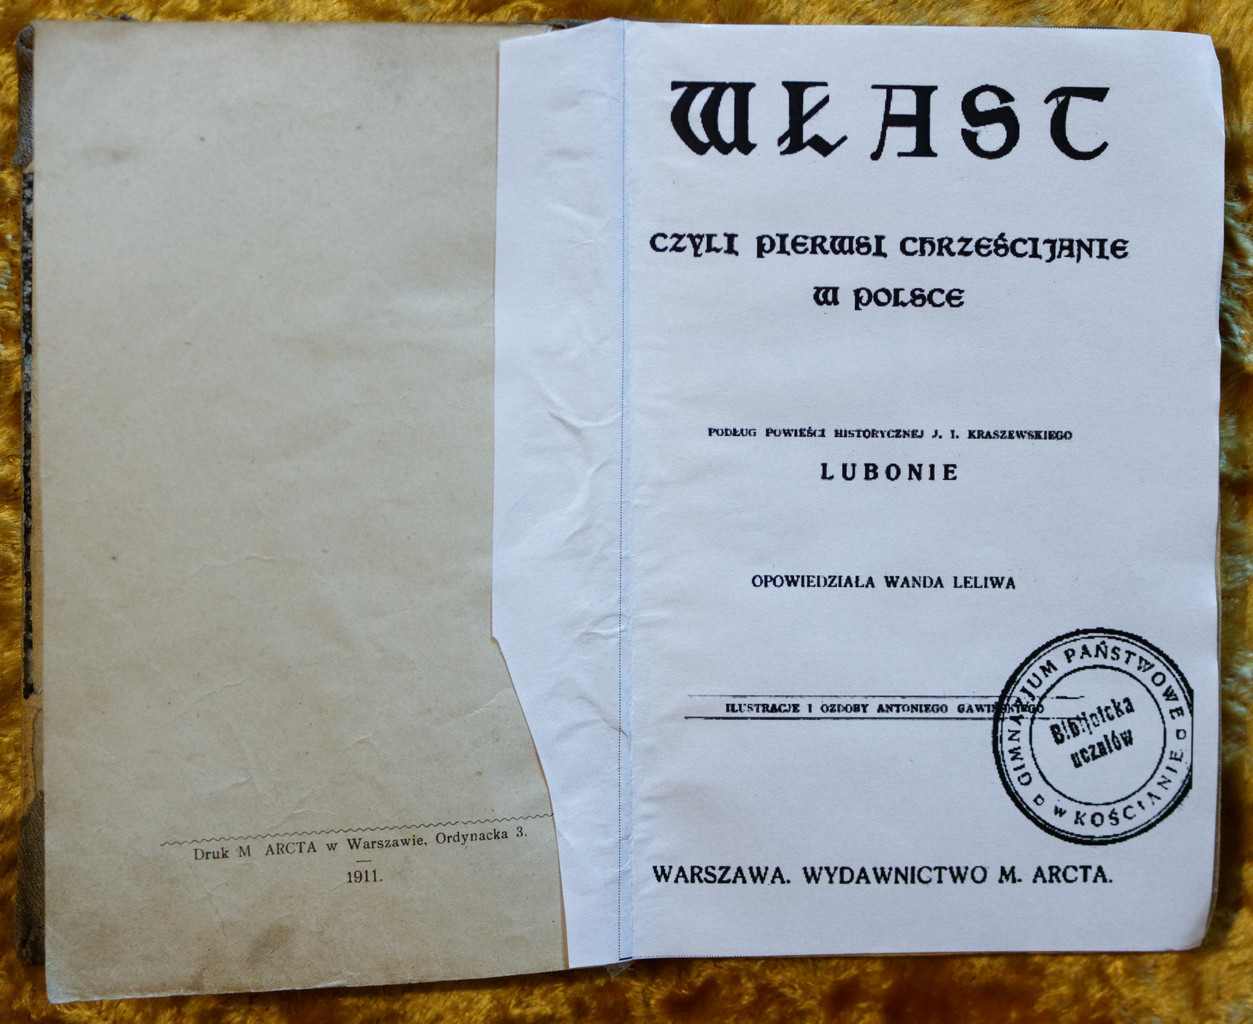 Druk M ARCTA w Warszawie, Ordynacka 3.
1911.
WŁAST
CZYLI PIERWSI CHRZEŚCIJANIE
W POLSCE
PODŁUG POWIEŚCI HISTORYCZNEJ J. I. KRASZEWSKIEGO
LUBONIE
OPOWIEDZIAŁA WANDA LELIWA
ILUSTRACJE I OZDOBY ANTONIEGO GAWIŃSKIEGO
GIMNAZJUM PAŃSTWOWE
w KOŚCIANIE
Bibljoteka
uczniów
WARSZAWA. WYDAWNICTWO M. ARCTA.